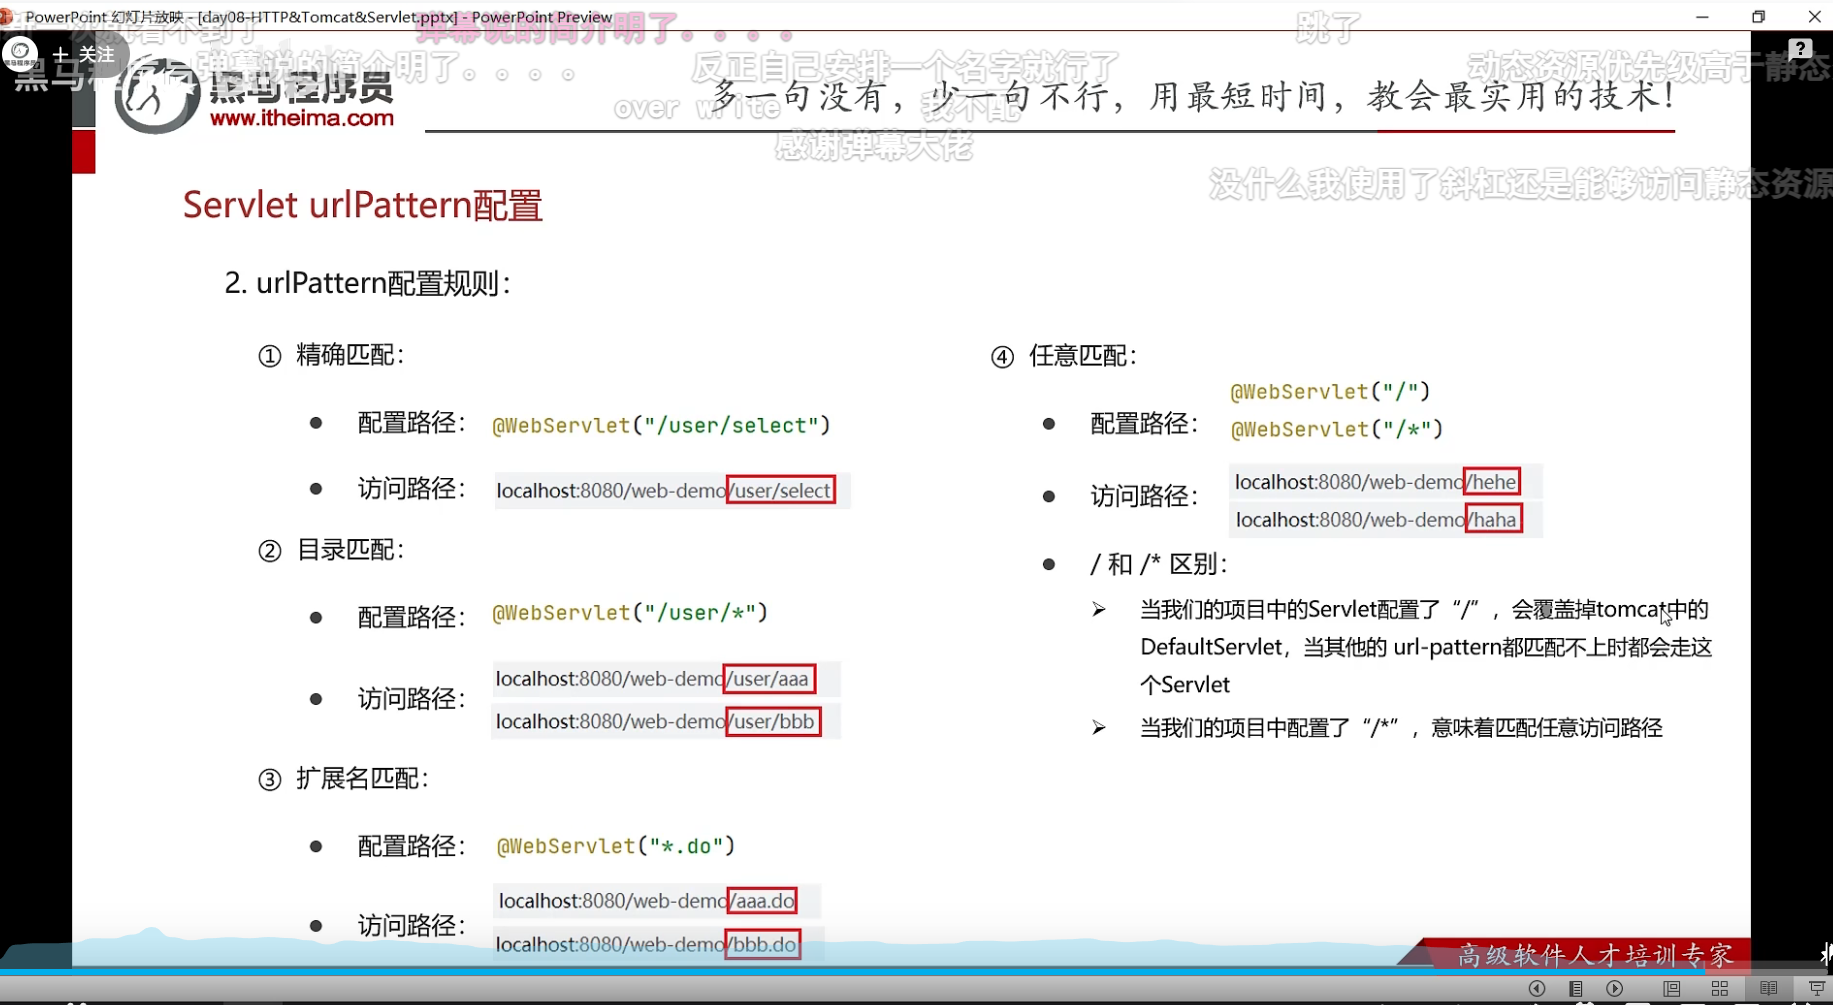 PowerPoint 幻灯片放映 - [day08-HTTP&Tomcat&Servlet.pptx] - PowerPoint Preview
弹幕说的简介明了。。。。
跳了
+ 关注
弹幕说的简介明了。。。。
反正自己安排一个名字就行了
动态资源优先级高于静态
黑马程序员
www.itheima.com
over write
我不配
多一句没有，少一句不行，用最短时间，教会最实用的技术！
感谢弹幕大佬
没什么我使用了斜杠还是能够访问静态资源
Servlet urlPattern配置
2. urlPattern配置规则：
① 精确匹配：
● 配置路径： @WebServlet("/user/select")
● 访问路径： localhost:8080/web-demo/user/select
② 目录匹配：
● 配置路径： @WebServlet("/user/*")
● 访问路径：
localhost:8080/web-demo/user/aaa
localhost:8080/web-demo/user/bbb
③ 扩展名匹配：
● 配置路径： @WebServlet("*.do")
● 访问路径：
localhost:8080/web-demo/aaa.do
localhost:8080/web-demo/bbb.do
④ 任意匹配：
● 配置路径：
@WebServlet("/")
@WebServlet("/*")
● 访问路径：
localhost:8080/web-demo/hehe
localhost:8080/web-demo/haha
● / 和 /* 区别：
➢ 当我们的项目中的Servlet配置了“/”，会覆盖掉tomcat中的
DefaultServlet，当其他的 url-pattern都匹配不上时都会走这
个Servlet
➢ 当我们的项目中配置了“/*”，意味着匹配任意访问路径
高级软件人才培训专家